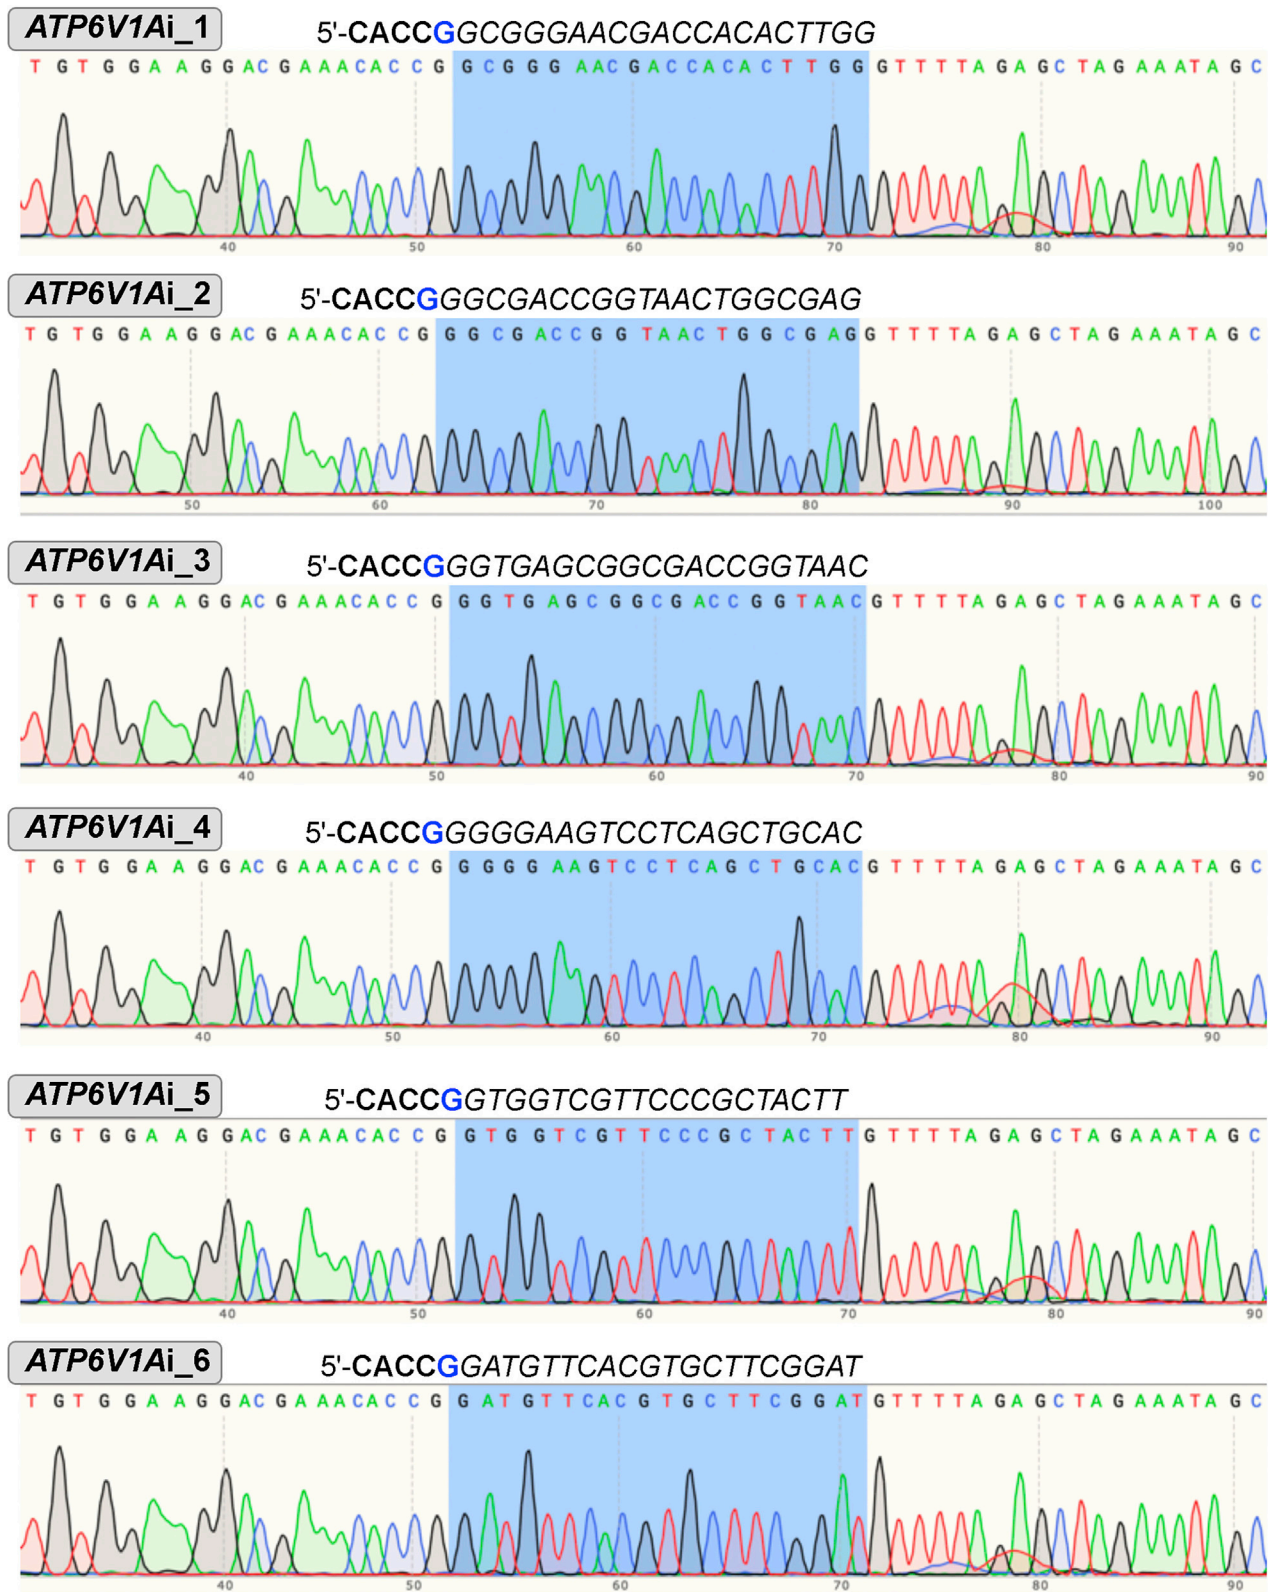 ATP6V1Ai_1
5'-CACCGGCGGGAACGACCACACTTGG
T G T G G A A G G A C G A A A C A C C G G C G G G A A C G A C C A C A C T T G G G T T T T A G A G C T A G A A A T A G C
40 50 60 70 80 90
ATP6V1Ai_2
5'-CACCGGGCGACCGGTAACTGGCGAG
T G T G G A A G G A C G A A A C A C C G G G C G A C C G G T A A C T G G C G A G G T T T T A G A G C T A G A A A T A G C
50 60 70 80 90 100
ATP6V1Ai_3
5'-CACCGGGTGAGCGGCGACCGGTAAC
T G T G G A A G G A C G A A A C A C C G G G T G A G C G G C G A C C G G T A A C G T T T T A G A G C T A G A A A T A G C
40 50 60 70 80 90
ATP6V1Ai_4
5'-CACCGGGGGAAGTCCTCAGCTGCAC
T G T G G A A G G A C G A A A C A C C G G G G G A A G T C C T C A G C T G C A C G T T T T A G A G C T A G A A A T A G C
40 50 60 70 80 90
ATP6V1Ai_5
5'-CACCGGTGGTCGTTCCCGCTACTT
T G T G G A A G G A C G A A A C A C C G G T G G T C G T T C C C G C T A C T T G T T T T A G A G C T A G A A A T A G C
40 50 60 70 80 90
ATP6V1Ai_6
5'-CACCGGATGTTCACGTGCTTCGGAT
T G T G G A A G G A C G A A A C A C C G G A T G T T C A C G T G C T T C G G A T G T T T T A G A G C T A G A A A T A G C
40 50 60 70 80 90